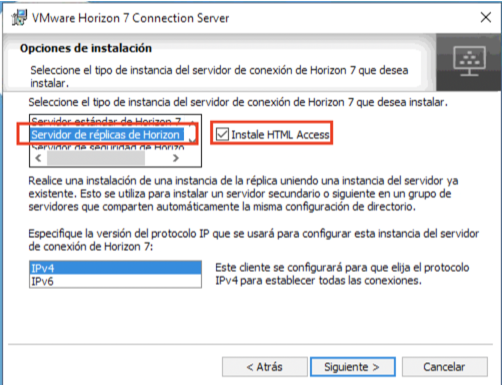 VMware Horizon 7 Connection Server
Opciones de instalación
Seleccione el tipo de instancia del servidor de conexión de Horizon 7 que desea
instalar.
Seleccione el tipo de instancia del servidor de conexión de Horizon 7 que desea instalar.
Servidor estándar de Horizon 7
Servidor de réplicas de Horizon
Servidor de seguridad de Horizo
Instale HTML Access
Realice una instalación de una instancia de la réplica uniendo una instancia del servidor ya
existente. Esto se utiliza para instalar un servidor secundario o siguiente en un grupo de
servidores que comparten automáticamente la misma configuración de directorio.
Especifique la versión del protocolo IP que se usará para configurar esta instancia del servidor
de conexión de Horizon 7:
IPv4
IPv6
Este cliente se configurará para que elija el protocolo
IPv4 para establecer todas las conexiones.
< Atrás
Siguiente >
Cancelar